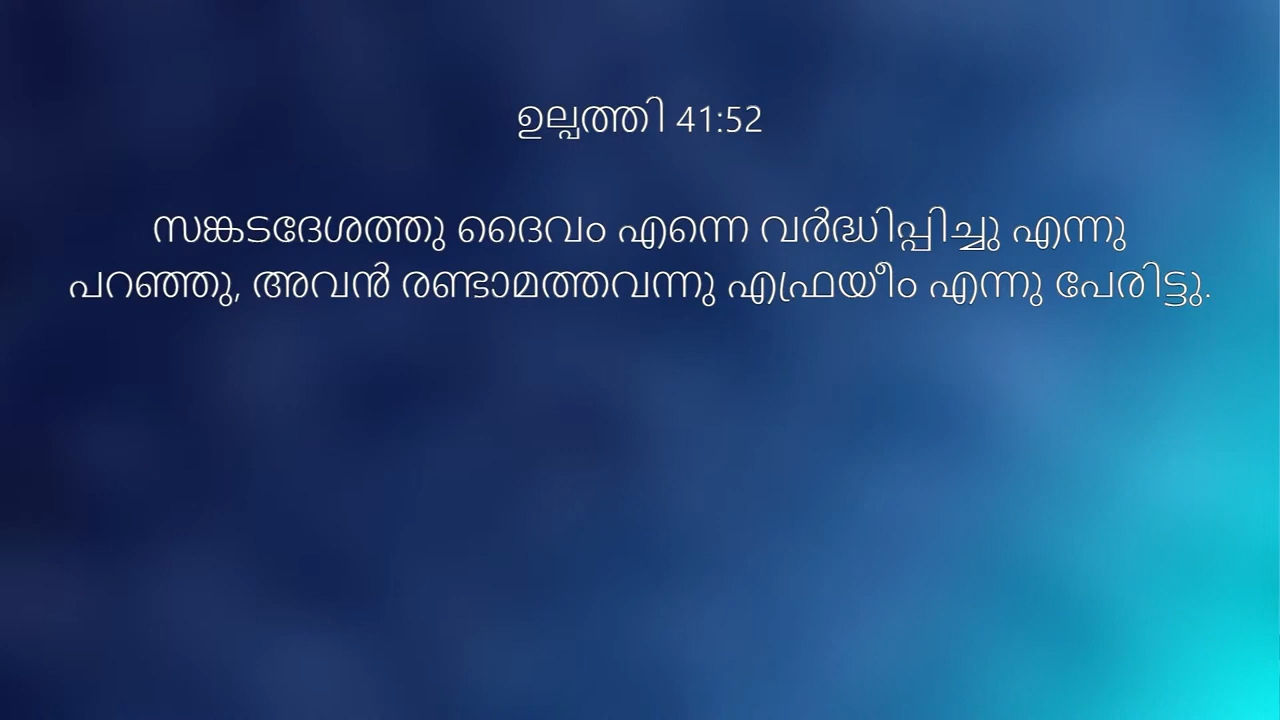 ഉല്പത്തി 41:52
സങ്കടദേശത്തു ദൈവം എന്നെ വർദ്ധിപ്പിച്ചു എന്നു
പറഞ്ഞു, അവൻ രണ്ടാമത്തവന്നു എഫ്രയീം എന്നു പേരിട്ടു.